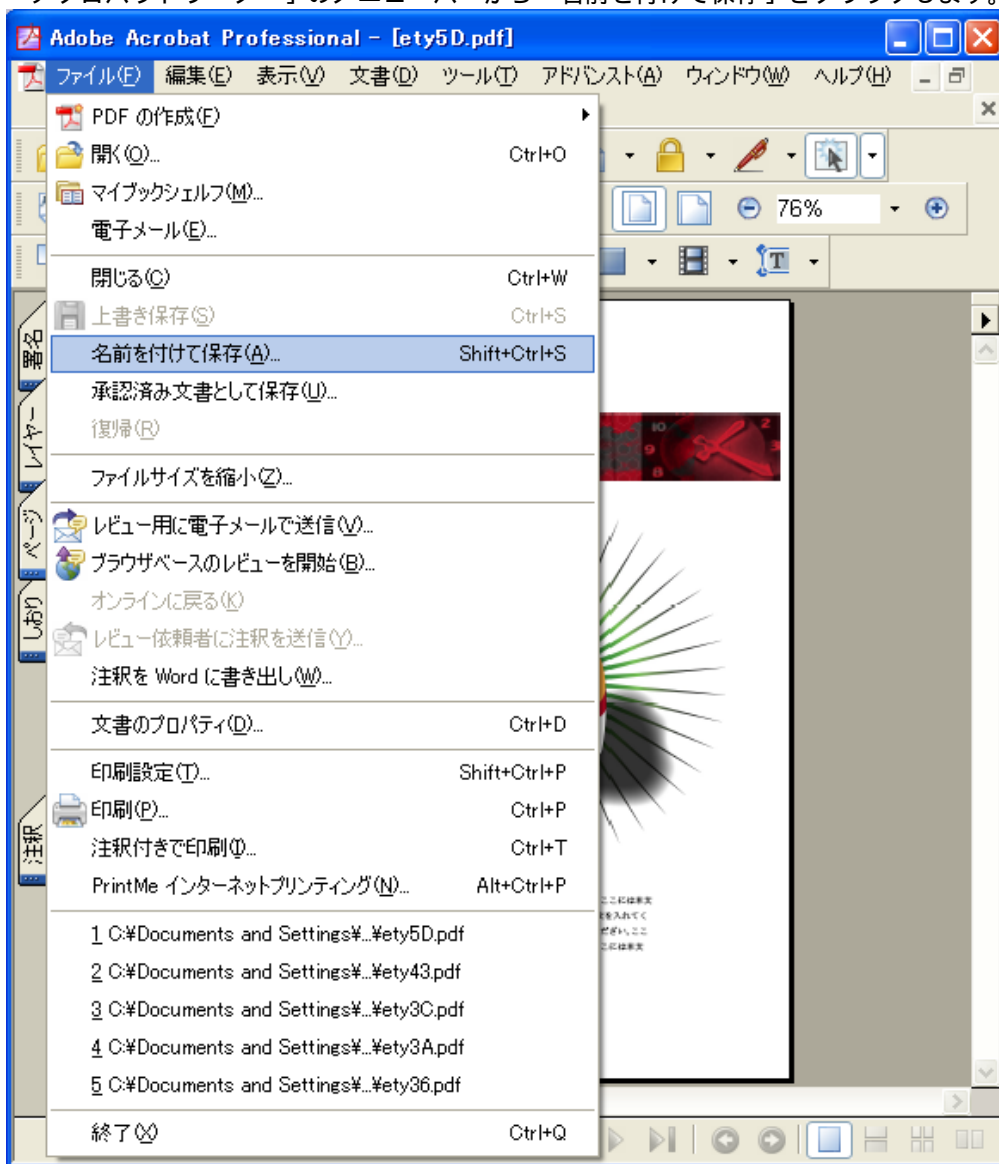 Adobe Acrobat Professional - [ety5D.pdf]
ファイル(F) 編集(E) 表示(V) 文書(D) ツール(T) アドバンスト(A) ウィンドウ(W) ヘルプ(H)
PDF の作成(F)
開く(O)... Ctrl+O
マイブックシェルフ(M)...
電子メール(E)...
76%
閉じる(C) Ctrl+W
上書き保存(S) Ctrl+S
名前を付けて保存(A)... Shift+Ctrl+S
承認済み文書として保存(U)...
復帰(R)
ファイルサイズを縮小(Z)...
レビュー用に電子メールで送信(V)...
ブラウザベースのレビューを開始(B)...
オンラインに戻る(K)
レビュー依頼者に注釈を送信(Y)...
注釈を Word に書き出し(W)...
文書のプロパティ(D)... Ctrl+D
印刷設定(T)... Shift+Ctrl+P
印刷(P)... Ctrl+P
注釈付きで印刷(I)... Ctrl+T
PrintMe インターネットプリンティング(N)... Alt+Ctrl+P
1 C:¥Documents and Settings¥...¥ety5D.pdf
2 C:¥Documents and Settings¥...¥ety43.pdf
3 C:¥Documents and Settings¥...¥ety3C.pdf
4 C:¥Documents and Settings¥...¥ety3A.pdf
5 C:¥Documents and Settings¥...¥ety36.pdf
終了(X) Ctrl+Q
署名
レイヤー
ページ
しおり
注釈
10
2
9
3
8